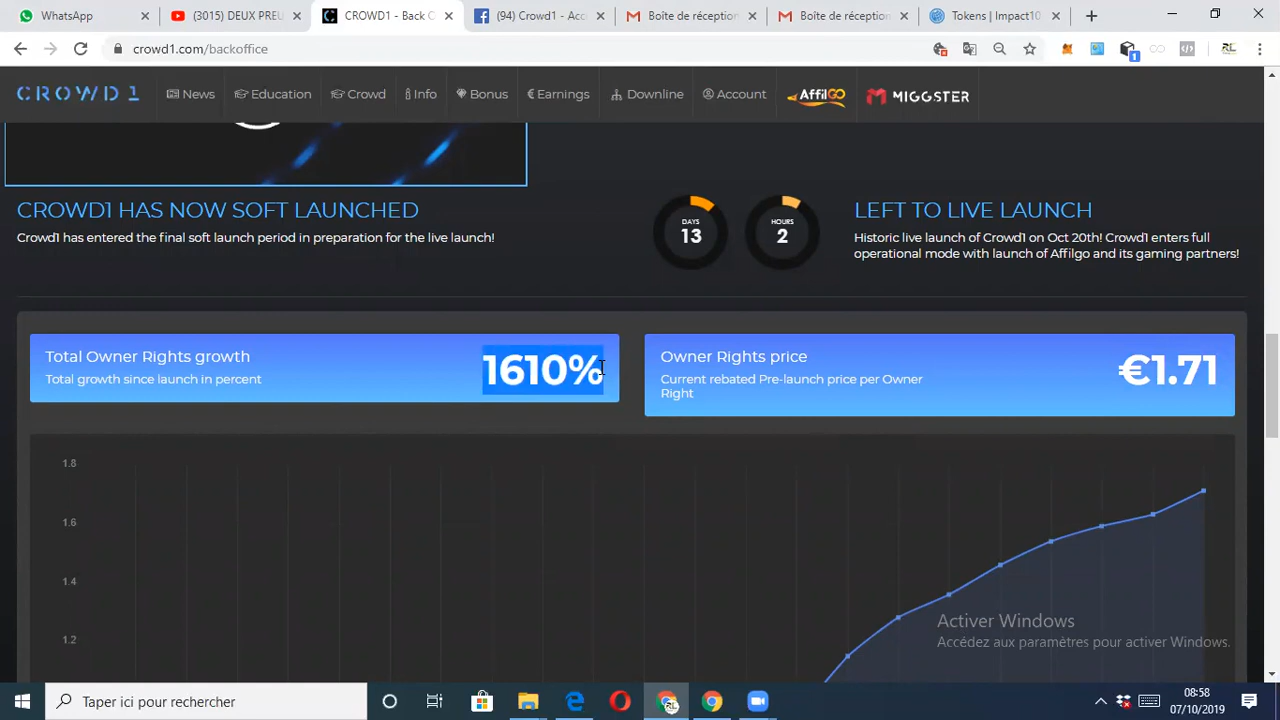 WhatsApp
(3015) DEUX PREU
CROWD1 - Back O
(94) Crowd1 - Acc
Boîte de réception
Boîte de réception
Tokens | Impact10
crowd1.com/backoffice
1
RL
CROWD1
News
Education
Crowd
Info
Bonus
Earnings
Downline
Account
AFFILGO
MIGGSTER
CROWD1 HAS NOW SOFT LAUNCHED
Crowd1 has entered the final soft launch period in preparation for the live launch!
DAYS
13
HOURS
2
LEFT TO LIVE LAUNCH
Historic live launch of Crowd1 on Oct 20th! Crowd1 enters full
operational mode with launch of Affilgo and its gaming partners!
Total Owner Rights growth
Total growth since launch in percent
1610%
Owner Rights price
Current rebated Pre-launch price per Owner
Right
€1.71
1.8
1.6
1.4
1.2
Activer Windows
Accédez aux paramètres pour activer Windows.
Taper ici pour rechercher
RL
08:58
07/10/2019